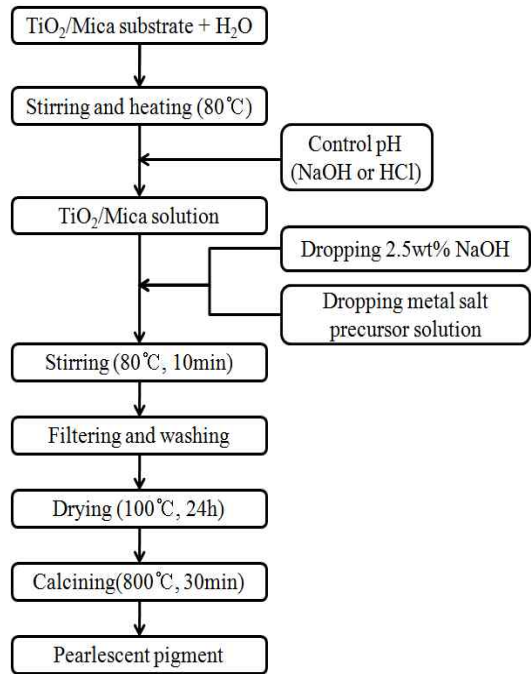 TiO₂/Mica substrate + H₂O
Stirring and heating (80℃)
Control pH
(NaOH or HCl)
TiO₂/Mica solution
Dropping 2.5wt% NaOH
Dropping metal salt
precursor solution
Stirring (80℃, 10min)
Filtering and washing
Drying (100℃, 24h)
Calcining(800℃, 30min)
Pearlescent pigment